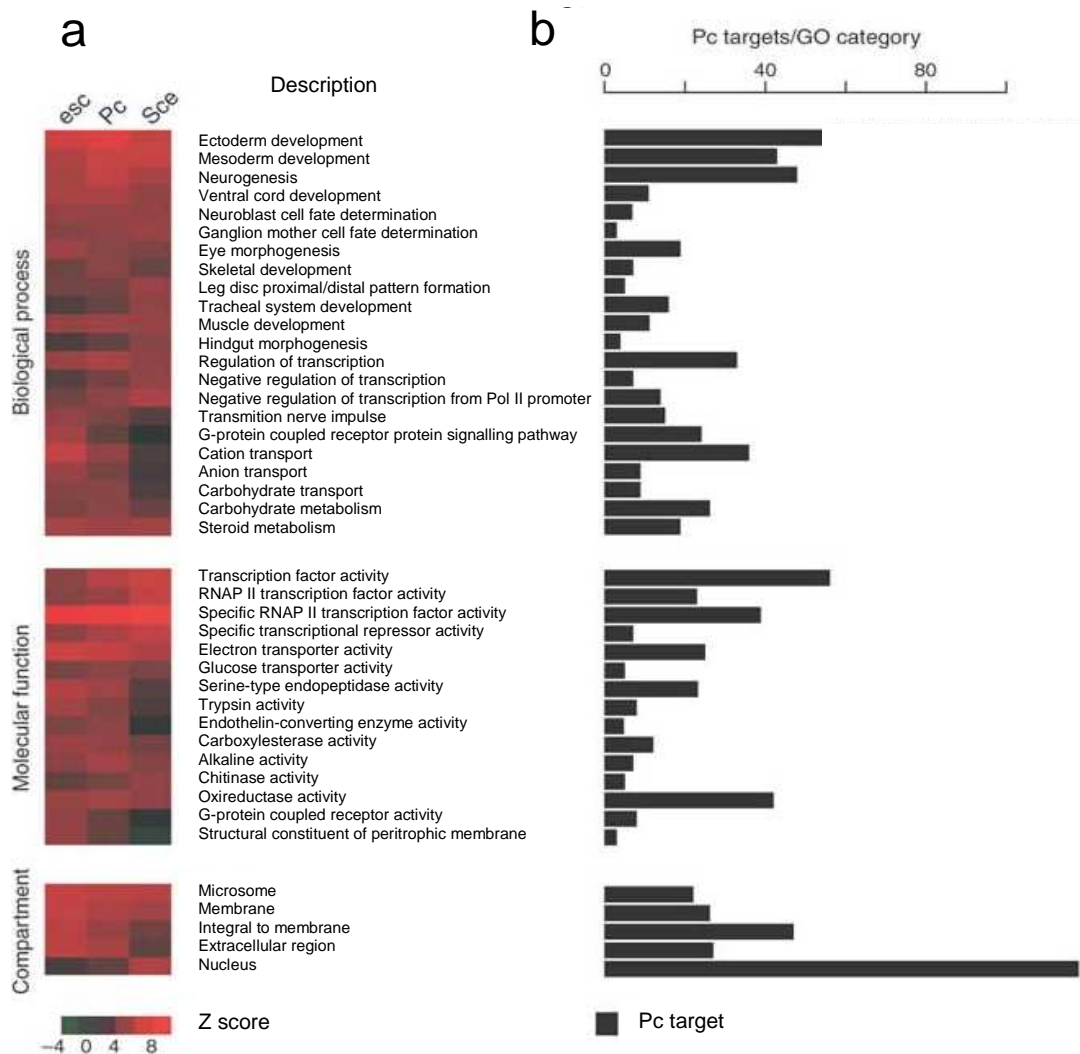 a
b
Pc targets/GO category
0 40 80
Description
esc Pc Sce
Biological process
Ectoderm development
Mesoderm development
Neurogenesis
Ventral cord development
Neuroblast cell fate determination
Ganglion mother cell fate determination
Eye morphogenesis
Skeletal development
Leg disc proximal/distal pattern formation
Tracheal system development
Muscle development
Hindgut morphogenesis
Regulation of transcription
Negative regulation of transcription
Negative regulation of transcription from Pol II promoter
Transmition nerve impulse
G-protein coupled receptor protein signalling pathway
Cation transport
Anion transport
Carbohydrate transport
Carbohydrate metabolism
Steroid metabolism
Molecular function
Transcription factor activity
RNAP II transcription factor activity
Specific RNAP II transcription factor activity
Specific transcriptional repressor activity
Electron transporter activity
Glucose transporter activity
Serine-type endopeptidase activity
Trypsin activity
Endothelin-converting enzyme activity
Carboxylesterase activity
Alkaline activity
Chitinase activity
Oxireductase activity
G-protein coupled receptor activity
Structural constituent of peritrophic membrane
Compartment
Microsome
Membrane
Integral to membrane
Extracellular region
Nucleus
Z score
−4 0 4 8
Pc target